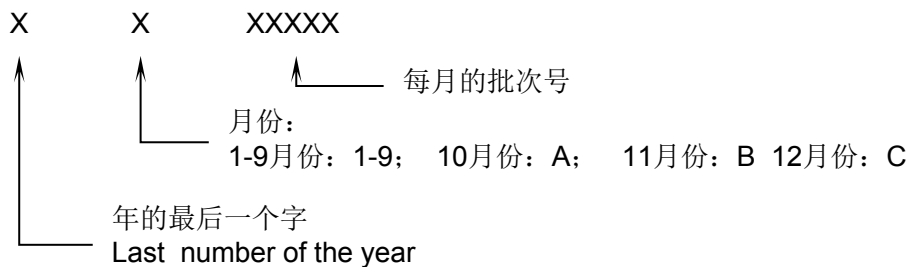 X X XXXXX
每月的批次号
月份：
1-9月份：1-9； 10月份：A； 11月份：B 12月份：C
年的最后一个字
Last number of the year